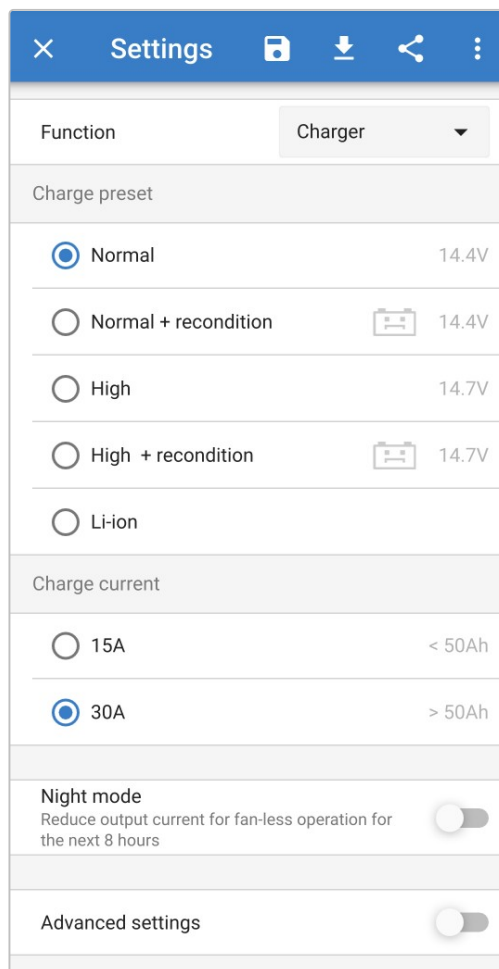 Settings
Function Charger
Charge preset
Normal 14.4V
Normal + recondition 14.4V
High 14.7V
High + recondition 14.7V
Li-ion
Charge current
15A < 50Ah
30A > 50Ah
Night mode
Reduce output current for fan-less operation for
the next 8 hours
Advanced settings